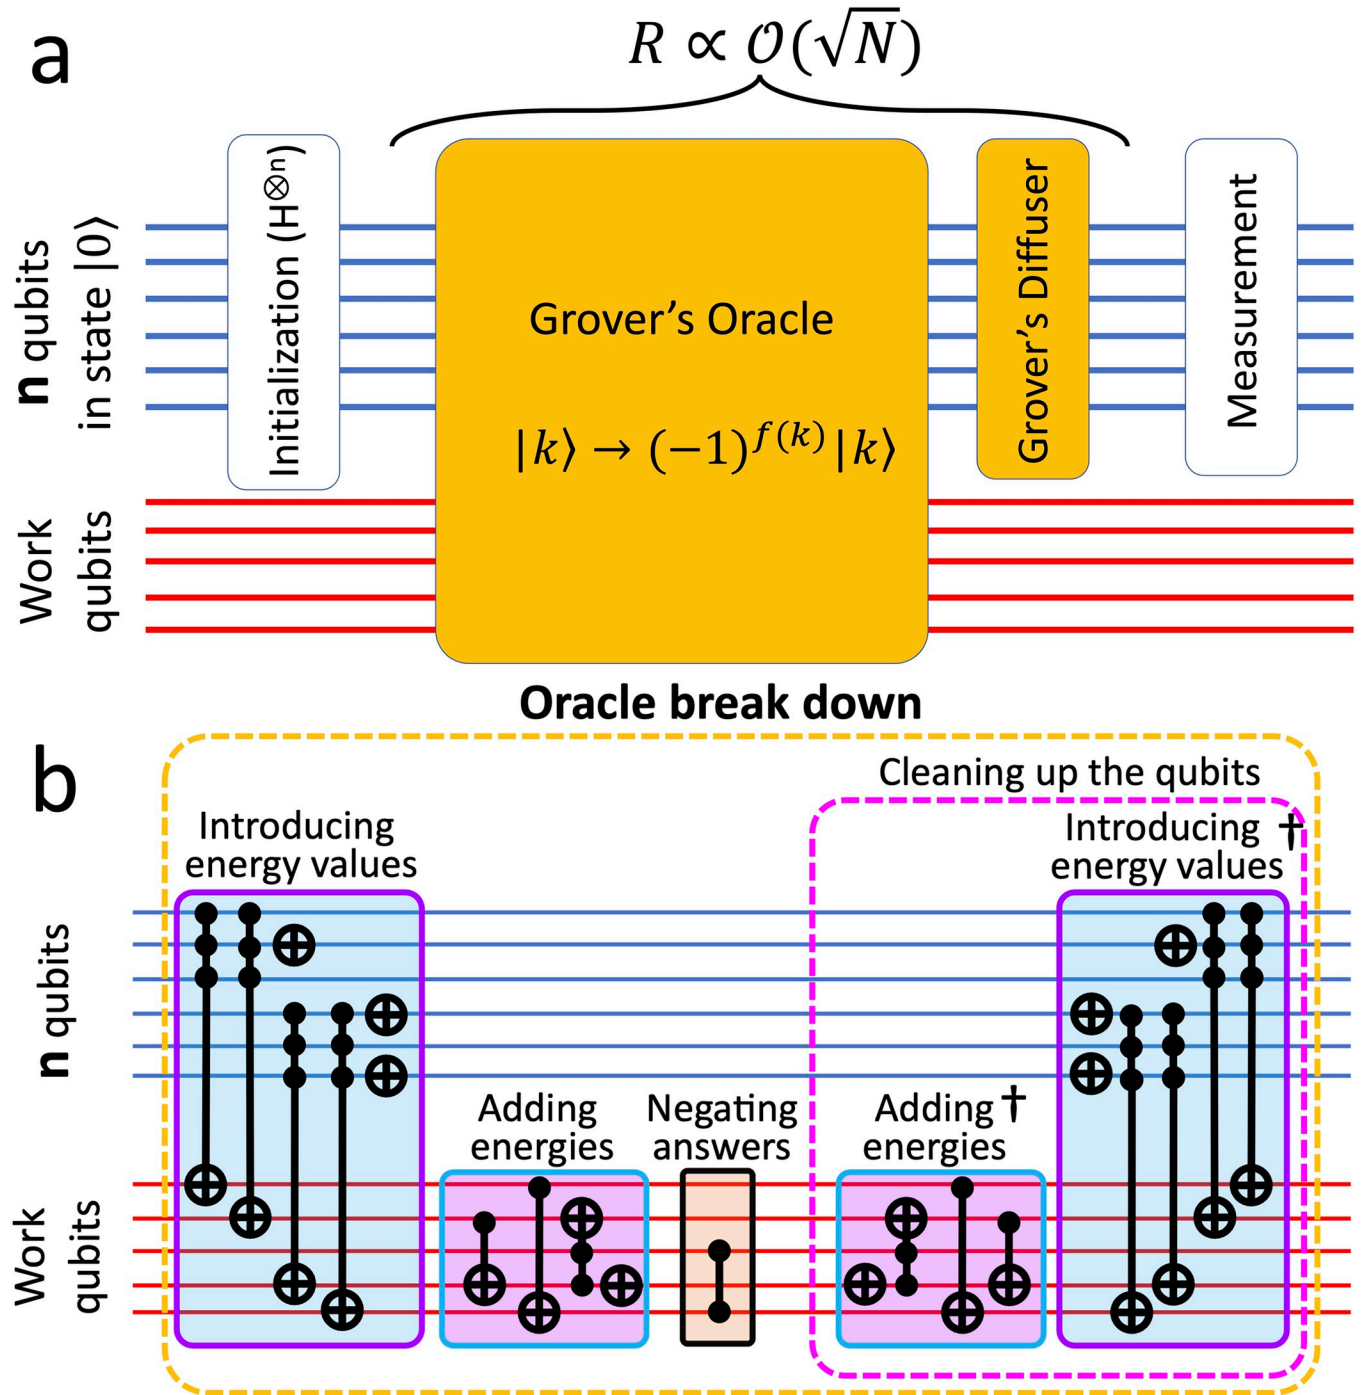 a
R ∝ 𝒪(√N)
n qubits
in state |0⟩
Initialization (H⊗n)
Grover's Oracle
|k⟩ → (−1)^f(k) |k⟩
Grover's Diffuser
Measurement
Work
qubits
Oracle break down
b
Cleaning up the qubits
Introducing
energy values
Introducing †
energy values
n qubits
Adding
energies
Negating
answers
Adding †
energies
Work
qubits